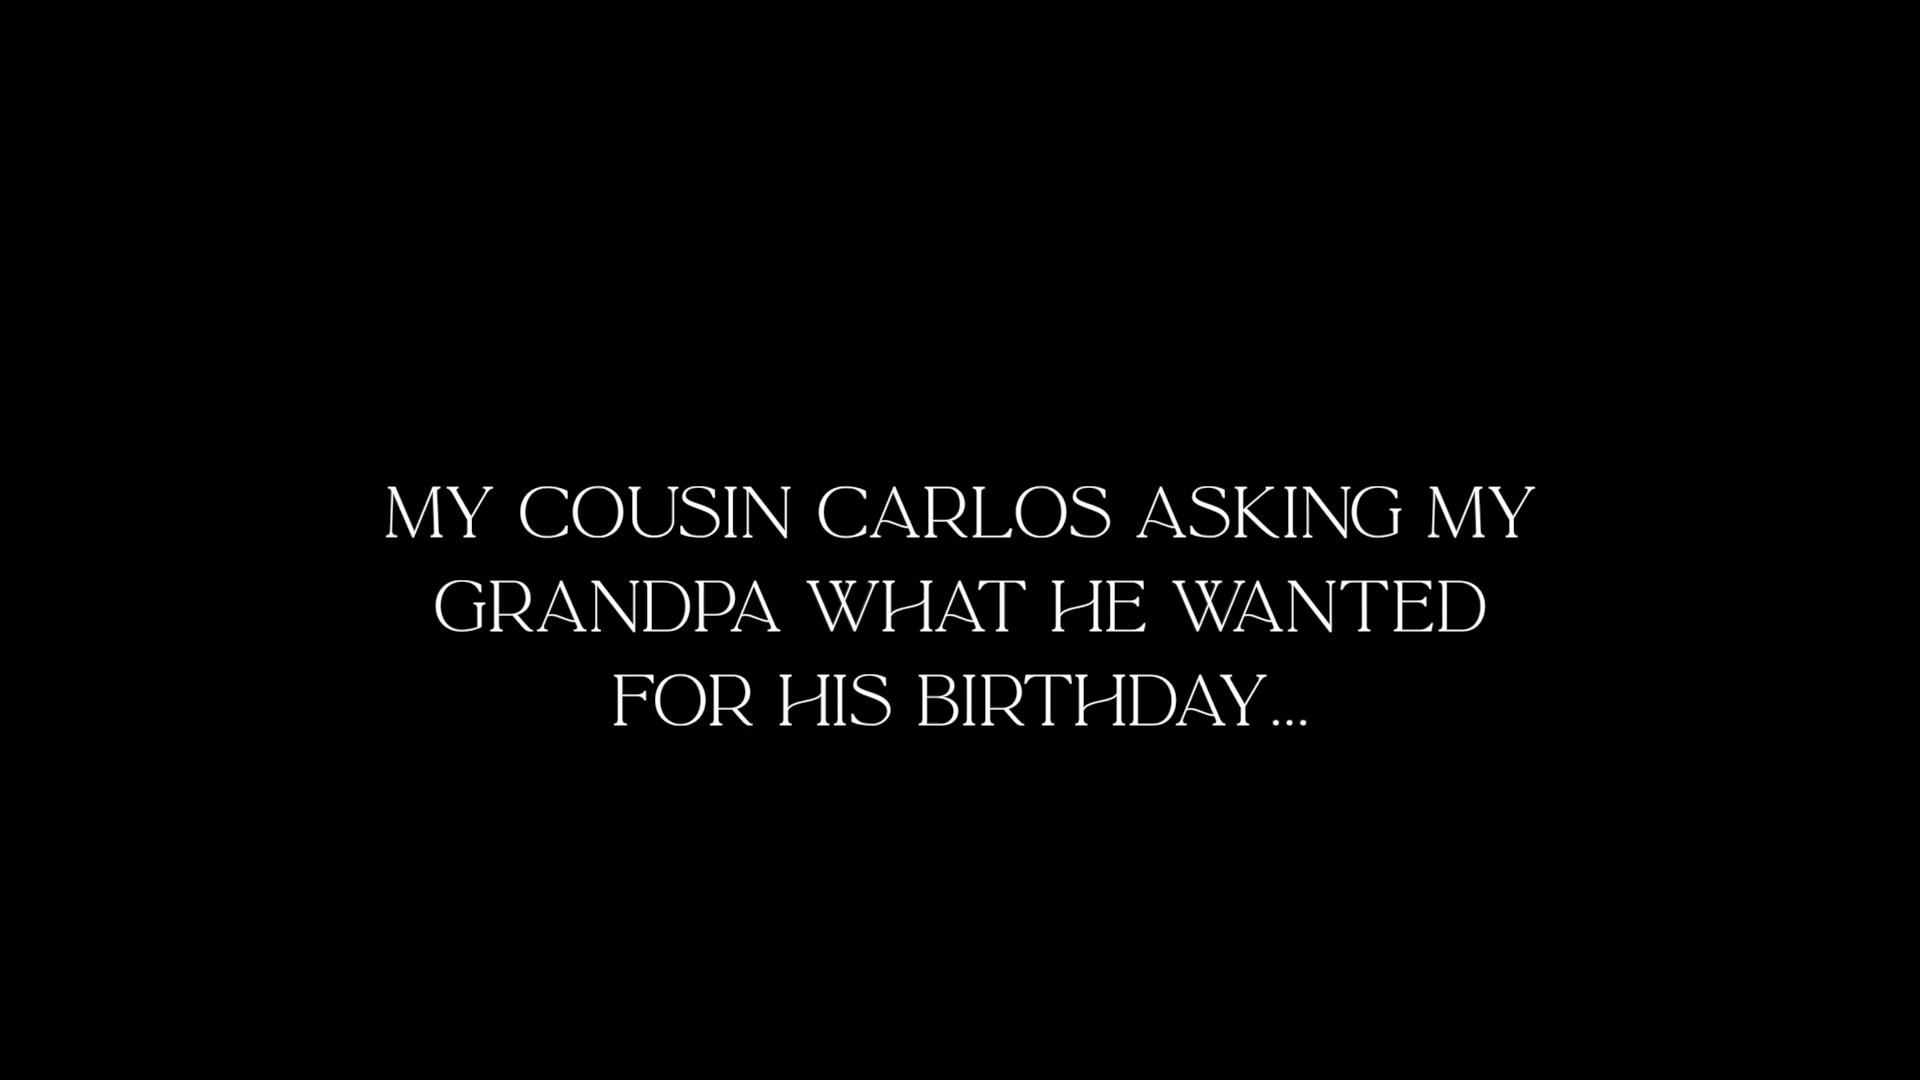 MY COUSIN CARLOS ASKING MY
GRANDPA WHAT HE WANTED
FOR HIS BIRTHDAY...